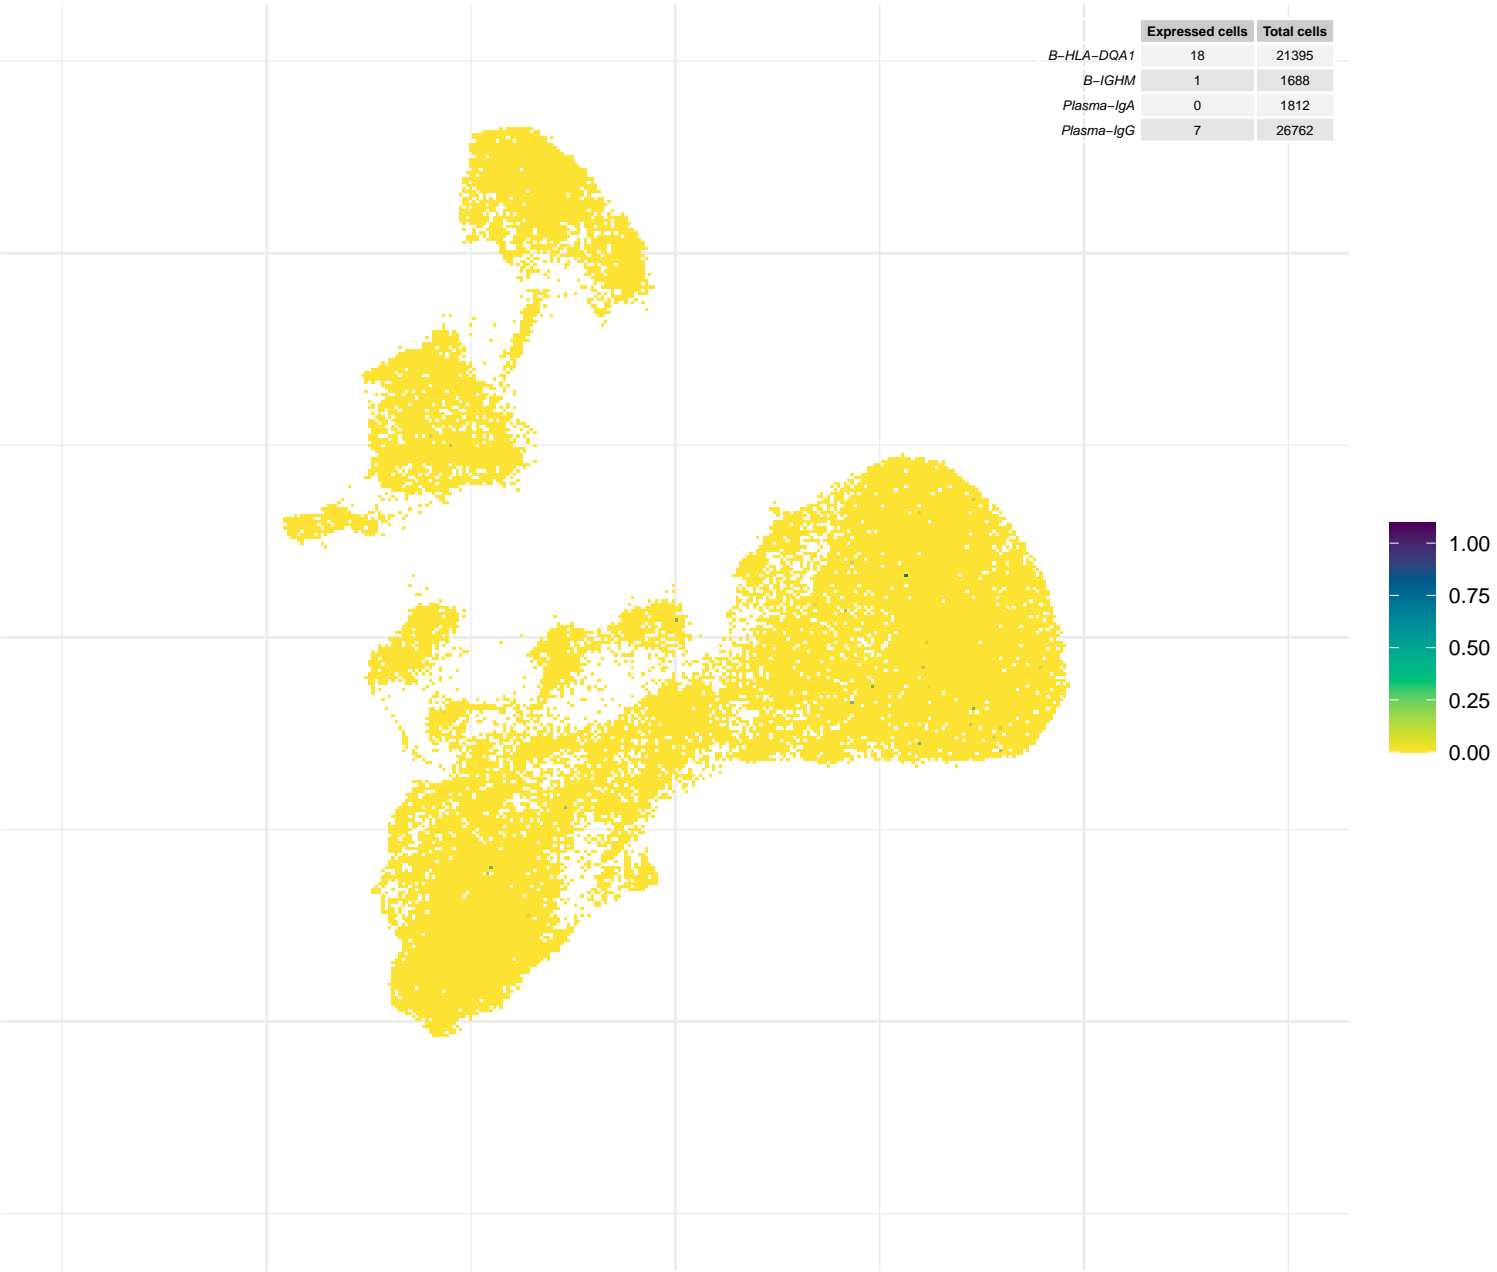 Expressed cells Total cells
B−HLA−DQA1 18 21395
B−IGHM 1 1688
Plasma−IgA 0 1812
Plasma−IgG 7 26762
1.00
0.75
0.50
0.25
0.00